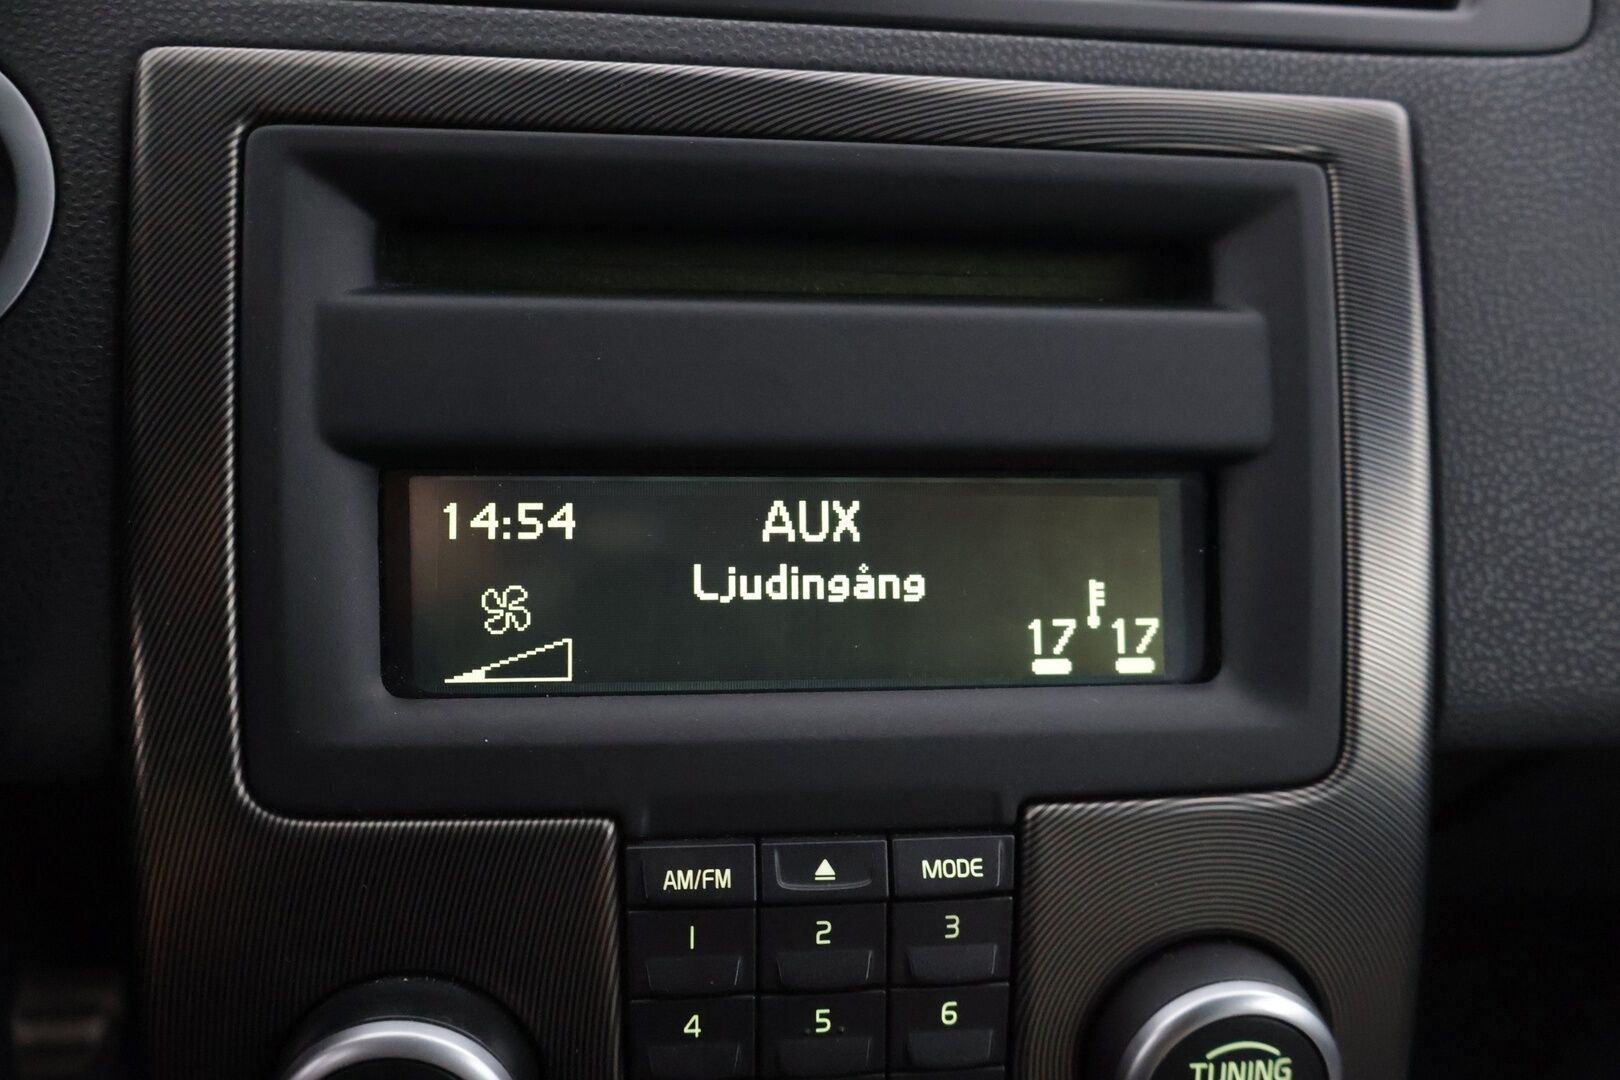 14:54 AUX
Ljudingång
17 17
AM/FM MODE
1 2 3
4 5 6
TUNING